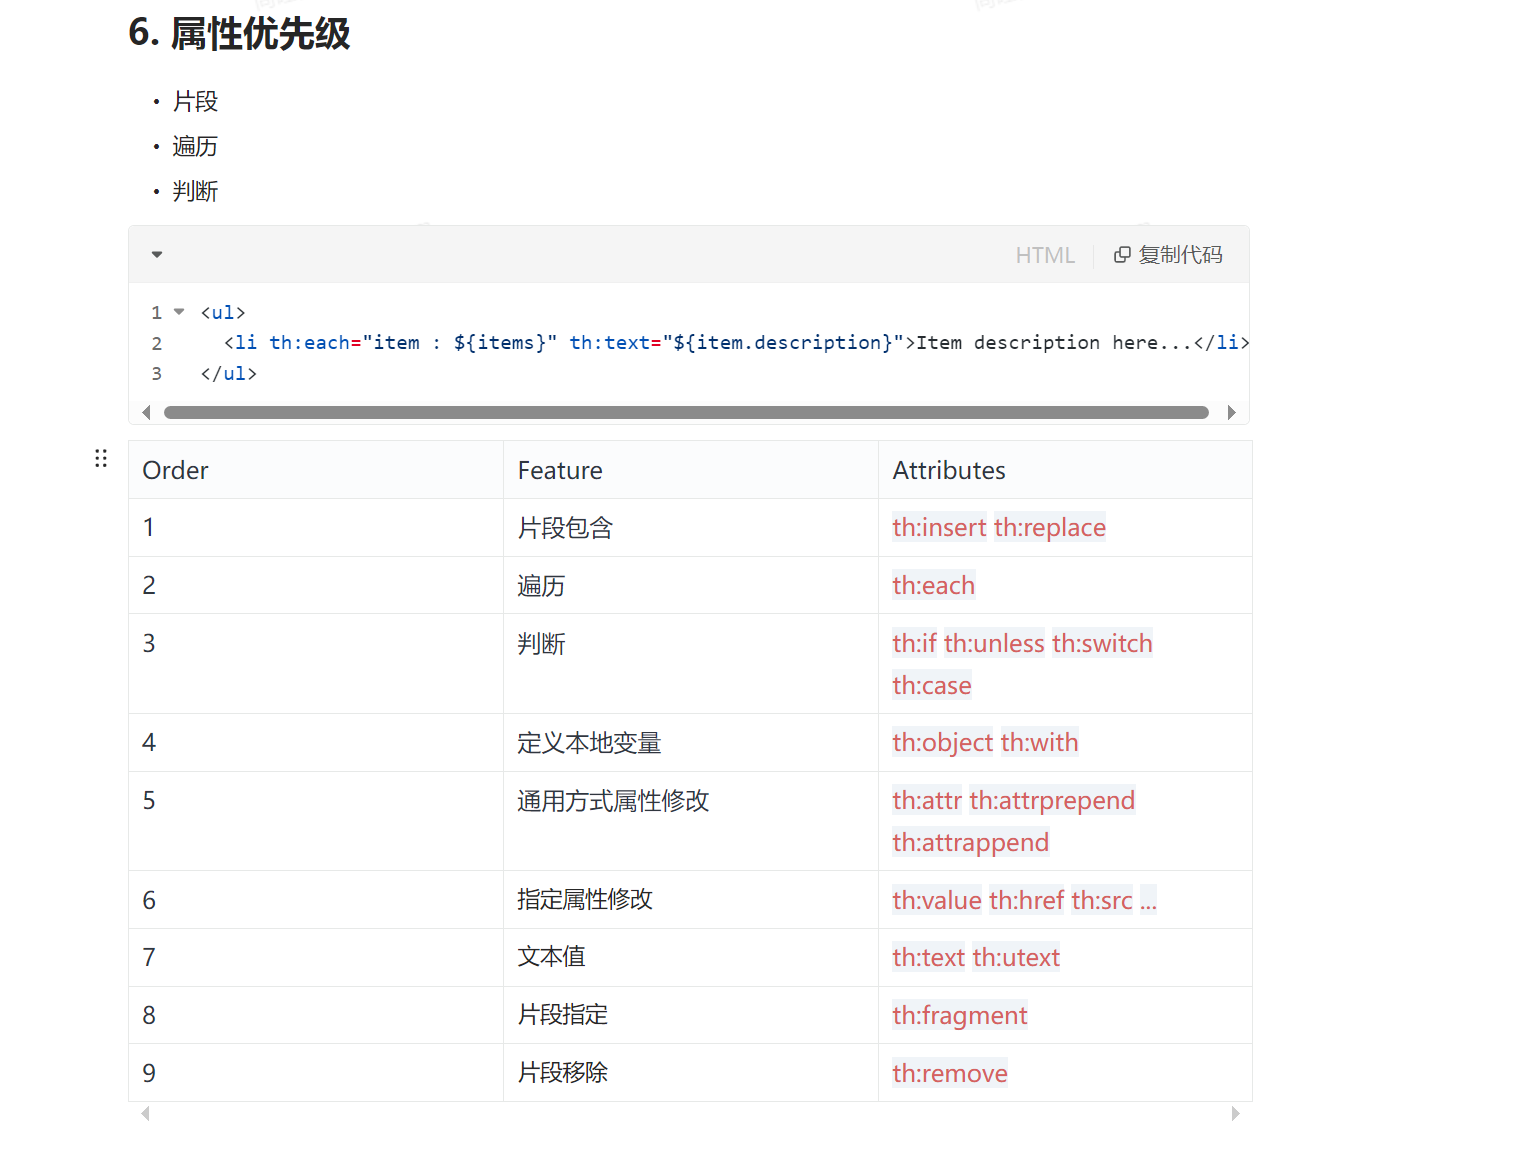 6. 属性优先级
• 片段
• 遍历
• 判断
HTML 复制代码
1 <ul>
2 <li th:each="item : ${items}" th:text="${item.description}">Item description here...</li>
3 </ul>
Order Feature Attributes
1 片段包含 th:insert th:replace
2 遍历 th:each
3 判断 th:if th:unless th:switch
th:case
4 定义本地变量 th:object th:with
5 通用方式属性修改 th:attr th:attrprepend
th:attrappend
6 指定属性修改 th:value th:href th:src ...
7 文本值 th:text th:utext
8 片段指定 th:fragment
9 片段移除 th:remove